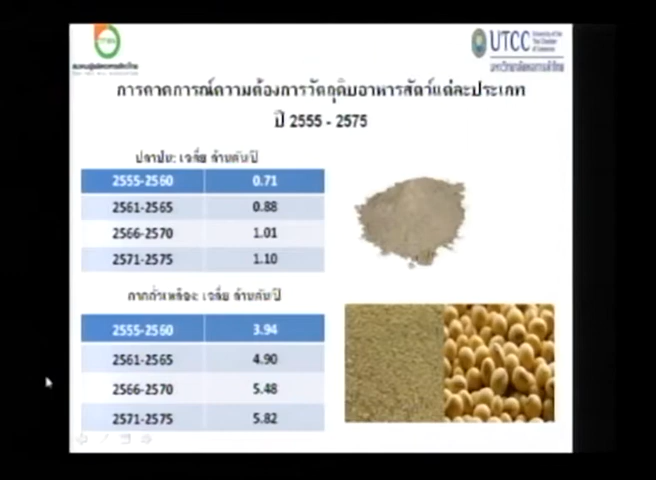 UTCC
การคาดการณ์ความต้องการวัตถุดิบอาหารสัตว์แต่ละประเภท
ปี 2555 - 2575
ปลาป่น: เฉลี่ย ล้านตัน/ปี
2555-2560 0.71
2561-2565 0.88
2566-2570 1.01
2571-2575 1.10
กากถั่วเหลือง: เฉลี่ย ล้านตัน/ปี
2555-2560 3.94
2561-2565 4.90
2566-2570 5.48
2571-2575 5.82